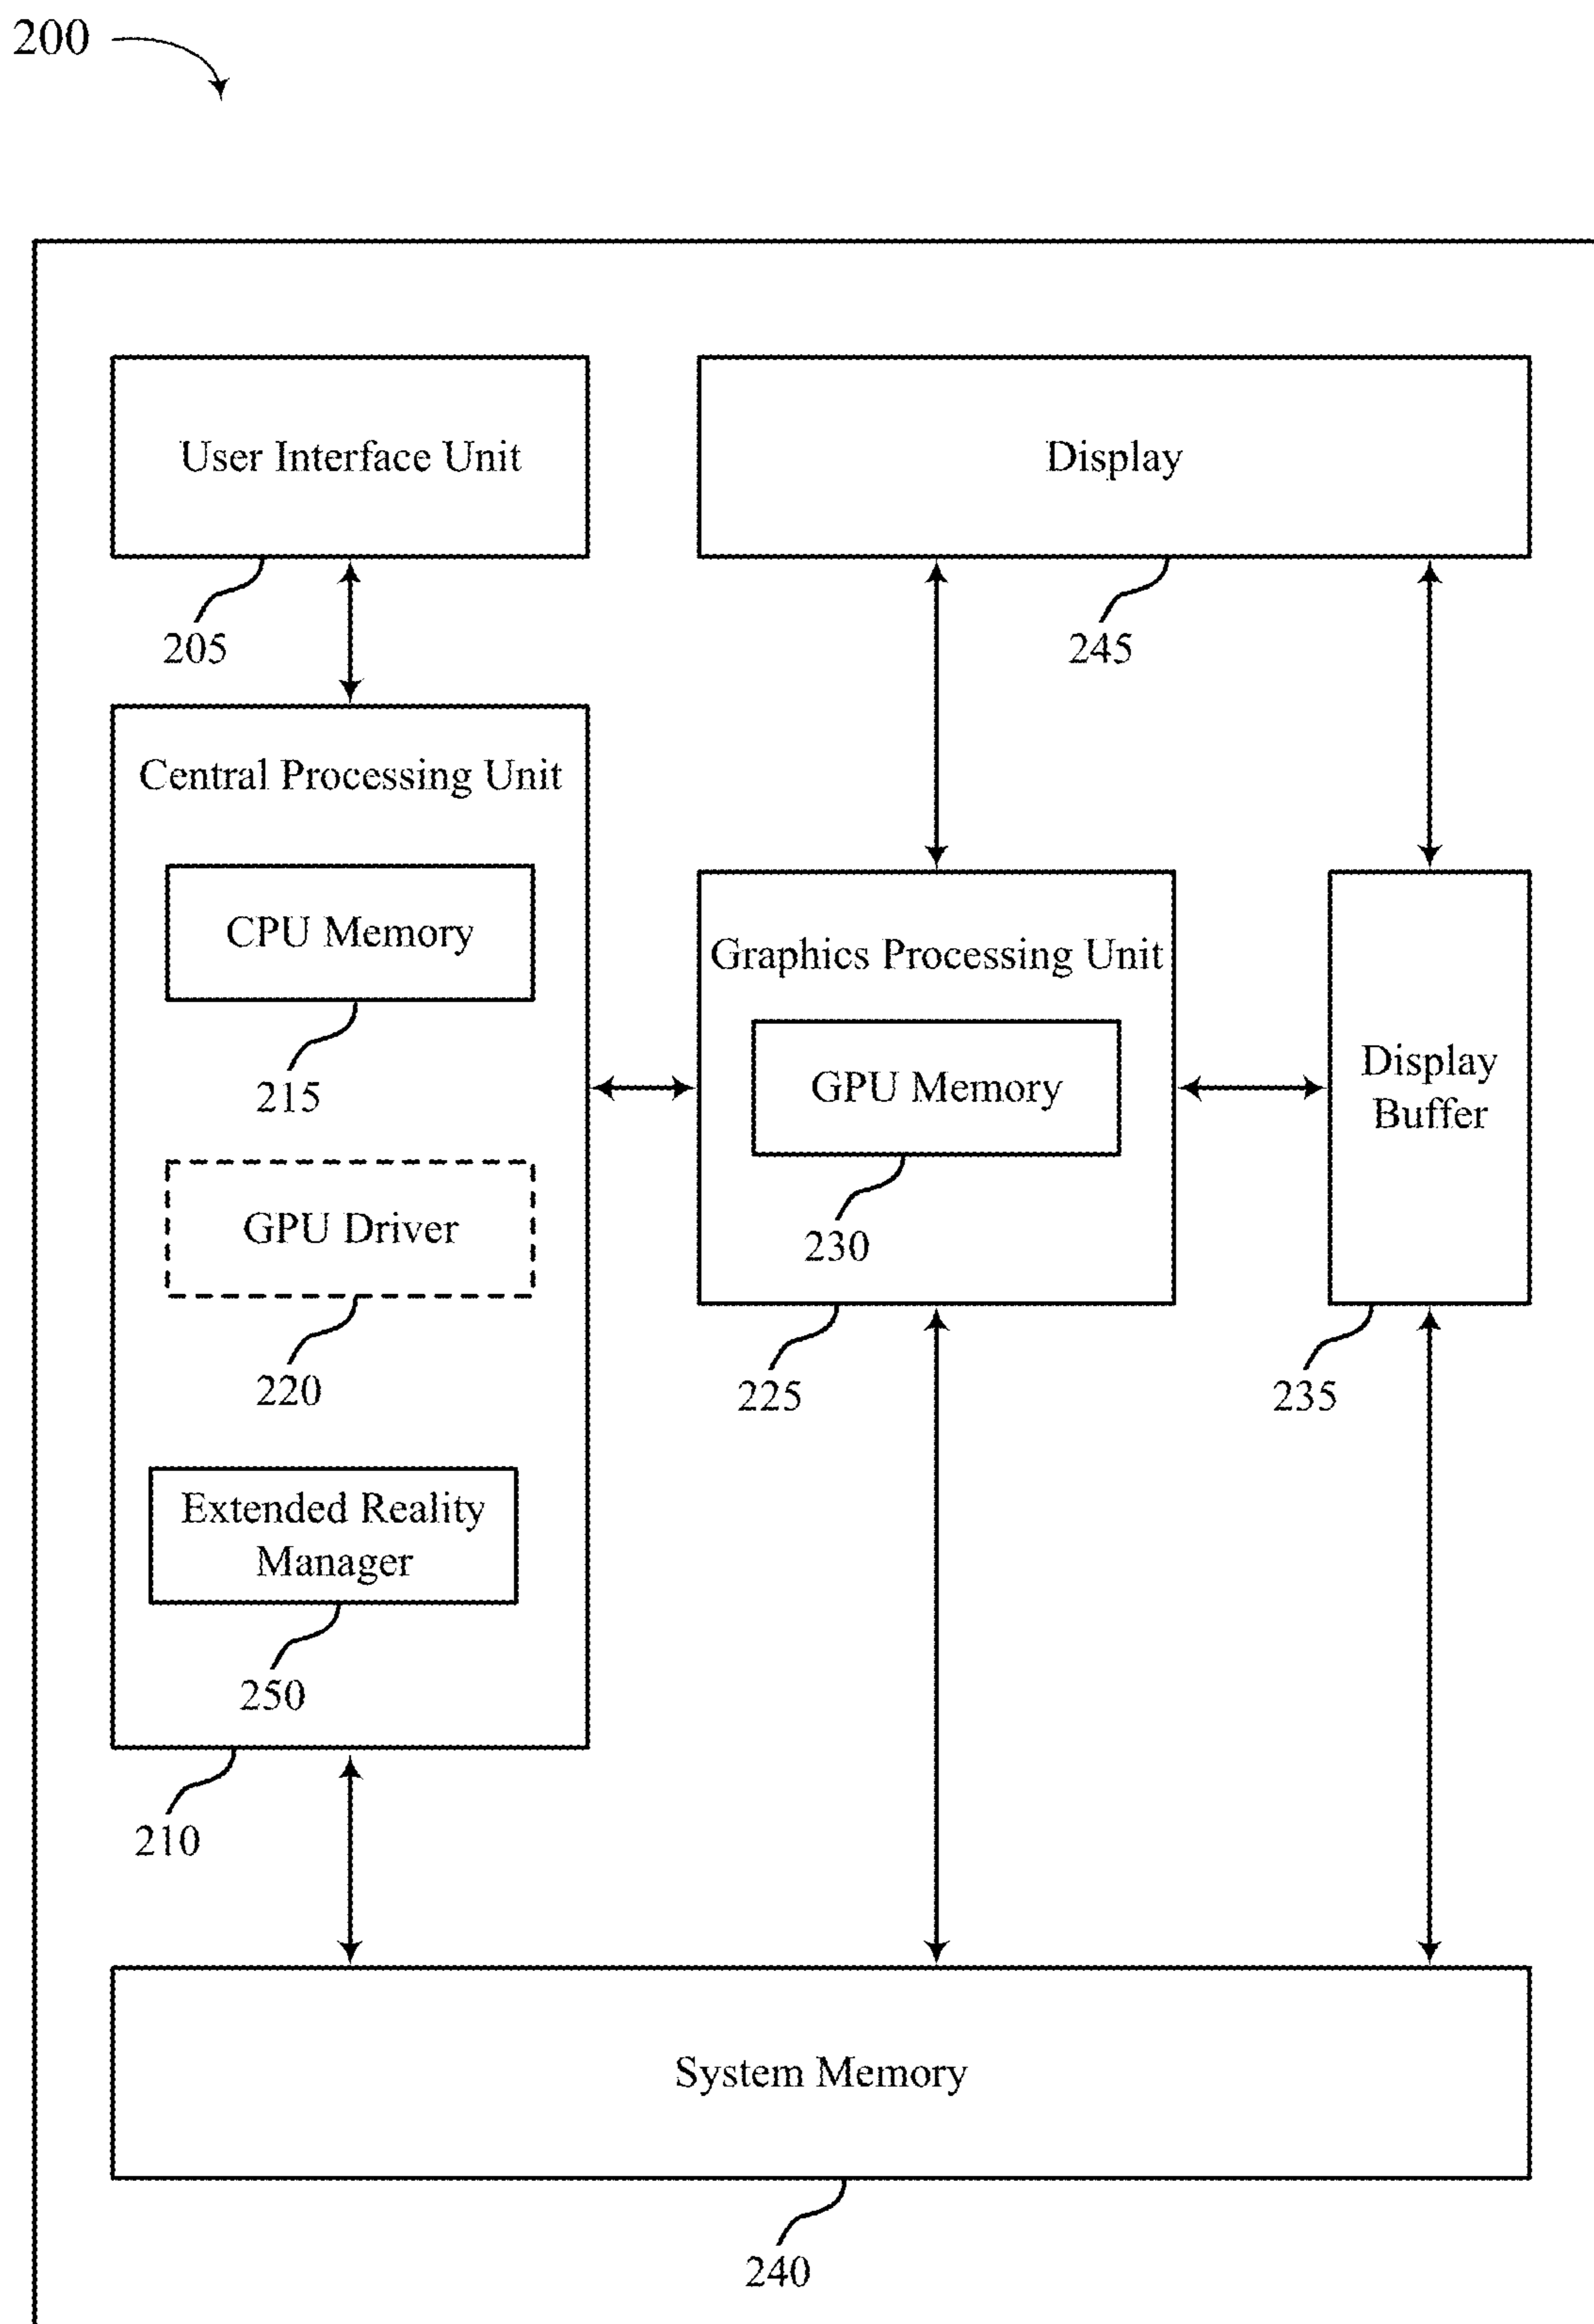 200
User Interface Unit
Display
205
245
Central Processing Unit
CPU Memory
215
GPU Driver
220
Extended Reality
Manager
250
210
Graphics Processing Unit
GPU Memory
230
225
Display
Buffer
235
System Memory
240